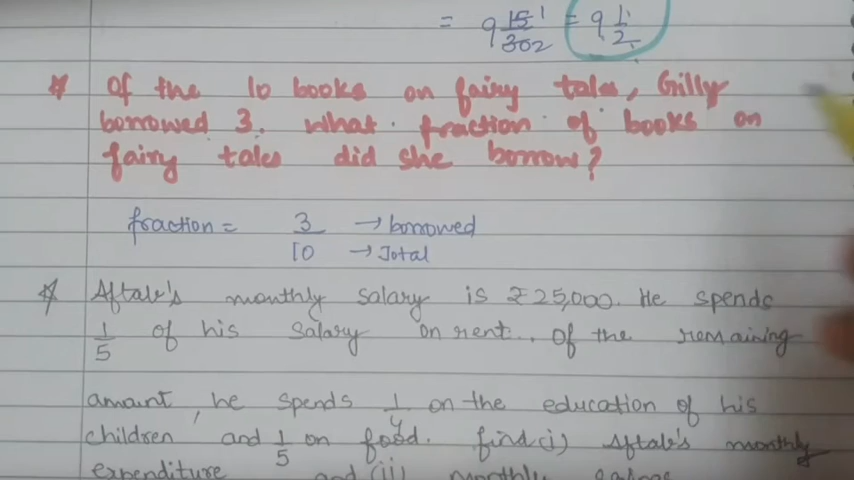 = 9 15/302 1 = 9 1/2
* Of the 10 books on fairy tales, Gilly
borrowed 3. What fraction of books on
fairy tales did she borrow?
fraction = 3 → borrowed
10 → Total
☆ Aftab's monthly salary is ₹25,000. He spends
1/5 of his salary on rent.. Of the remaining
amount, he spends 1/4 on the education of his
children and 1/5 on food. find (i) Aftab's monthly
expenditure and (ii) monthly